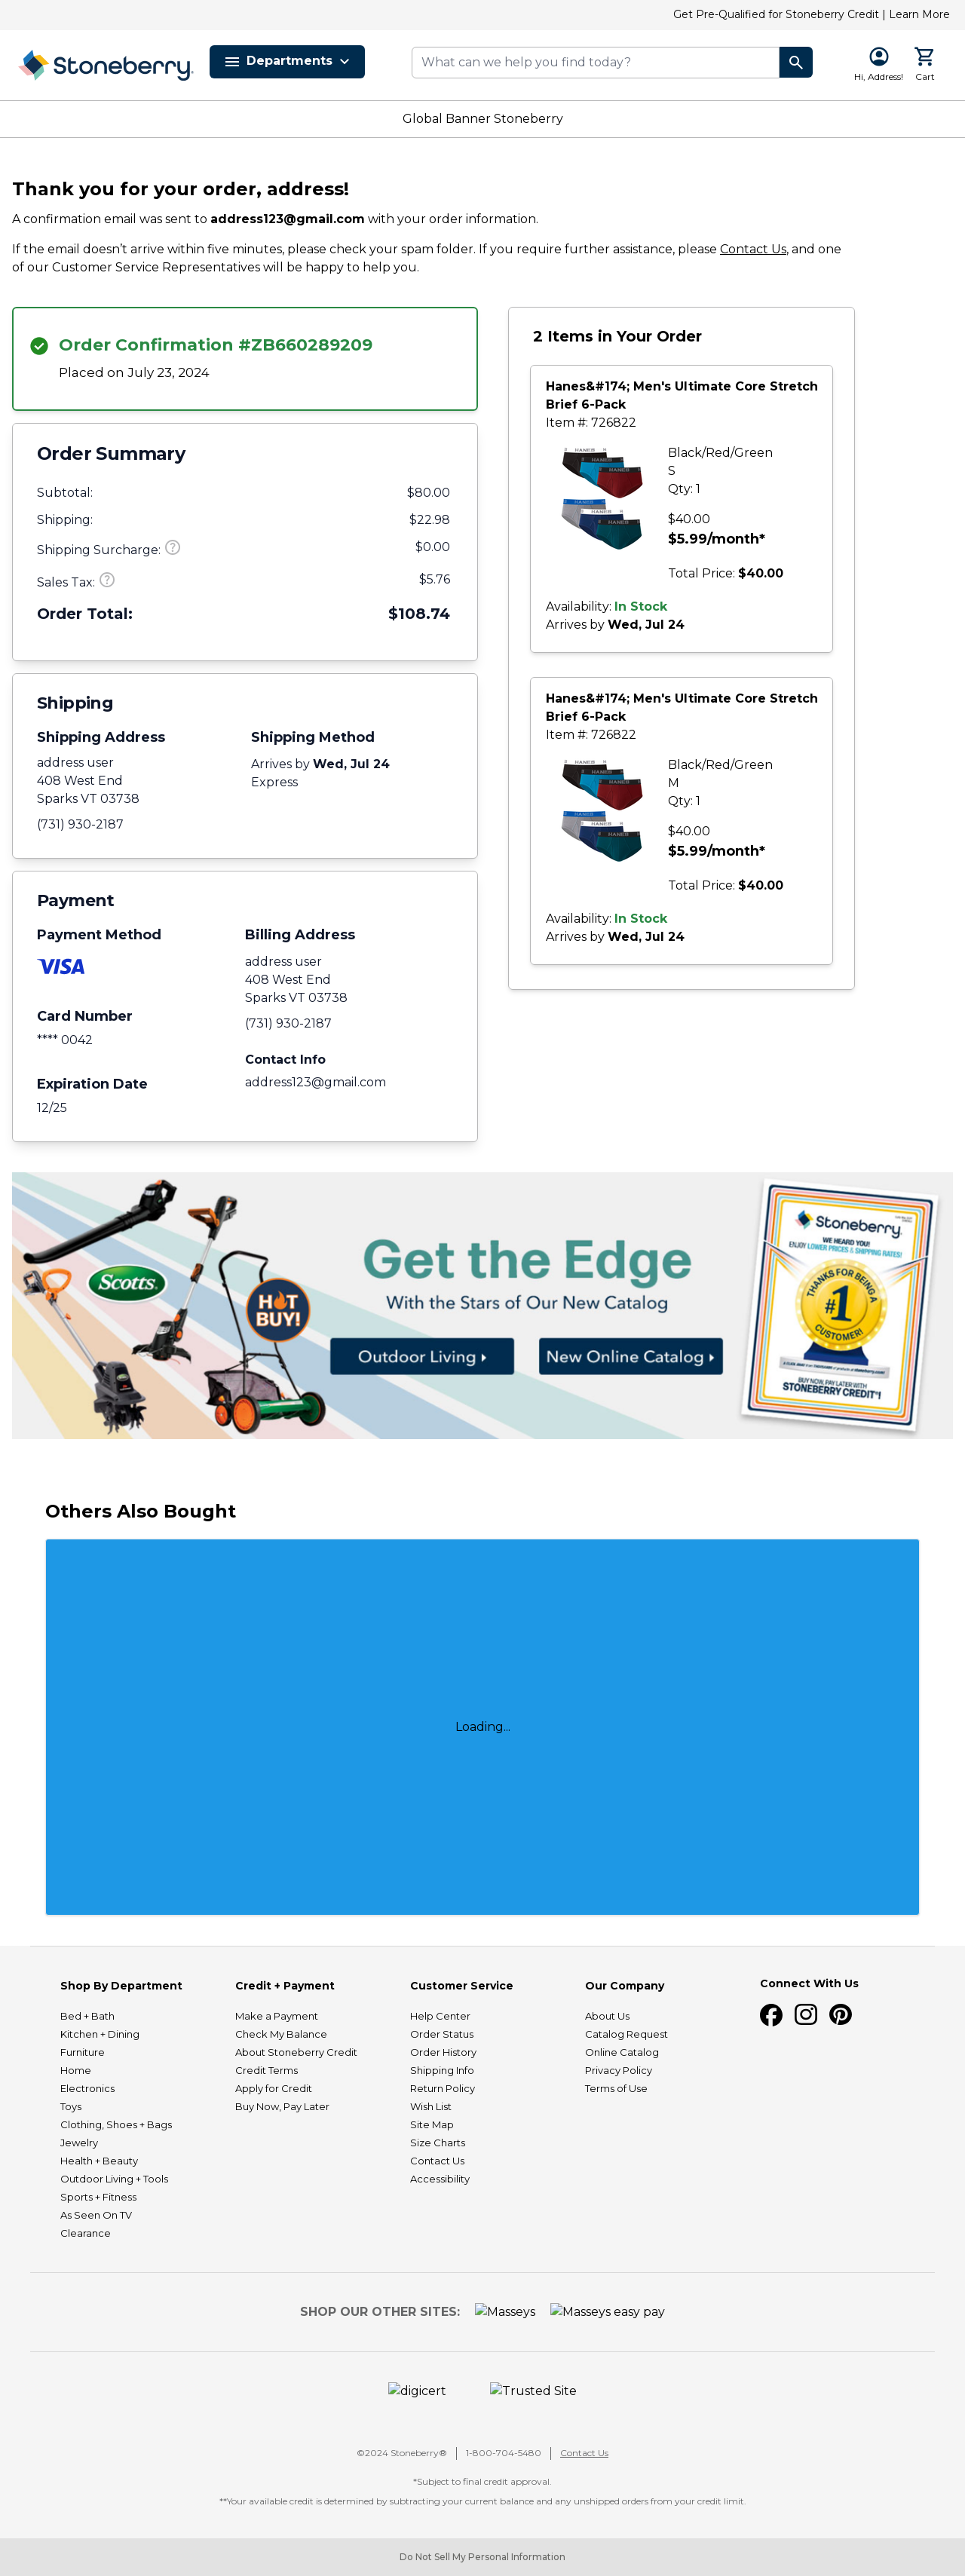 Get Pre-Qualified for Stoneberry Credit | Learn More
Stoneberry.
Departments
What can we help you find today?
Hi, Address!
Cart
Global Banner Stoneberry
Thank you for your order, address!
A confirmation email was sent to address123@gmail.com with your order information.
If the email doesn’t arrive within five minutes, please check your spam folder. If you require further assistance, please Contact Us, and one
of our Customer Service Representatives will be happy to help you.
Order Confirmation #ZB660289209
Placed on July 23, 2024
Order Summary
Subtotal: $80.00
Shipping: $22.98
Shipping Surcharge: ? $0.00
Sales Tax: ? $5.76
Order Total: $108.74
Shipping
Shipping Address
address user
408 West End
Sparks VT 03738
(731) 930-2187
Shipping Method
Arrives by Wed, Jul 24
Express
Payment
Payment Method
VISA
Card Number
**** 0042
Expiration Date
12/25
Billing Address
address user
408 West End
Sparks VT 03738
(731) 930-2187
Contact Info
address123@gmail.com
2 Items in Your Order
Hanes&#174; Men's Ultimate Core Stretch
Brief 6-Pack
Item #: 726822
Black/Red/Green
S
Qty: 1
$40.00
$5.99/month*
Total Price: $40.00
Availability: In Stock
Arrives by Wed, Jul 24
Hanes&#174; Men's Ultimate Core Stretch
Brief 6-Pack
Item #: 726822
Black/Red/Green
M
Qty: 1
$40.00
$5.99/month*
Total Price: $40.00
Availability: In Stock
Arrives by Wed, Jul 24
Scotts
HOT
BUY!
Get the Edge
With the Stars of Our New Catalog
Outdoor Living
New Online Catalog
Stoneberry.
WE HEARD YOU!
ENJOY LOWER PRICES & SHIPPING RATES!
THANKS FOR BEING A
#1
CUSTOMER!
BUY NOW, PAY LATER WITH
STONEBERRY CREDIT*!
Others Also Bought
Loading...
Shop By Department
Bed + Bath
Kitchen + Dining
Furniture
Home
Electronics
Toys
Clothing, Shoes + Bags
Jewelry
Health + Beauty
Outdoor Living + Tools
Sports + Fitness
As Seen On TV
Clearance
Credit + Payment
Make a Payment
Check My Balance
About Stoneberry Credit
Credit Terms
Apply for Credit
Buy Now, Pay Later
Customer Service
Help Center
Order Status
Order History
Shipping Info
Return Policy
Wish List
Site Map
Size Charts
Contact Us
Accessibility
Our Company
About Us
Catalog Request
Online Catalog
Privacy Policy
Terms of Use
Connect With Us
SHOP OUR OTHER SITES: Masseys Masseys easy pay
digicert Trusted Site
©2024 Stoneberry® | 1-800-704-5480 | Contact Us
*Subject to final credit approval.
**Your available credit is determined by subtracting your current balance and any unshipped orders from your credit limit.
Do Not Sell My Personal Information